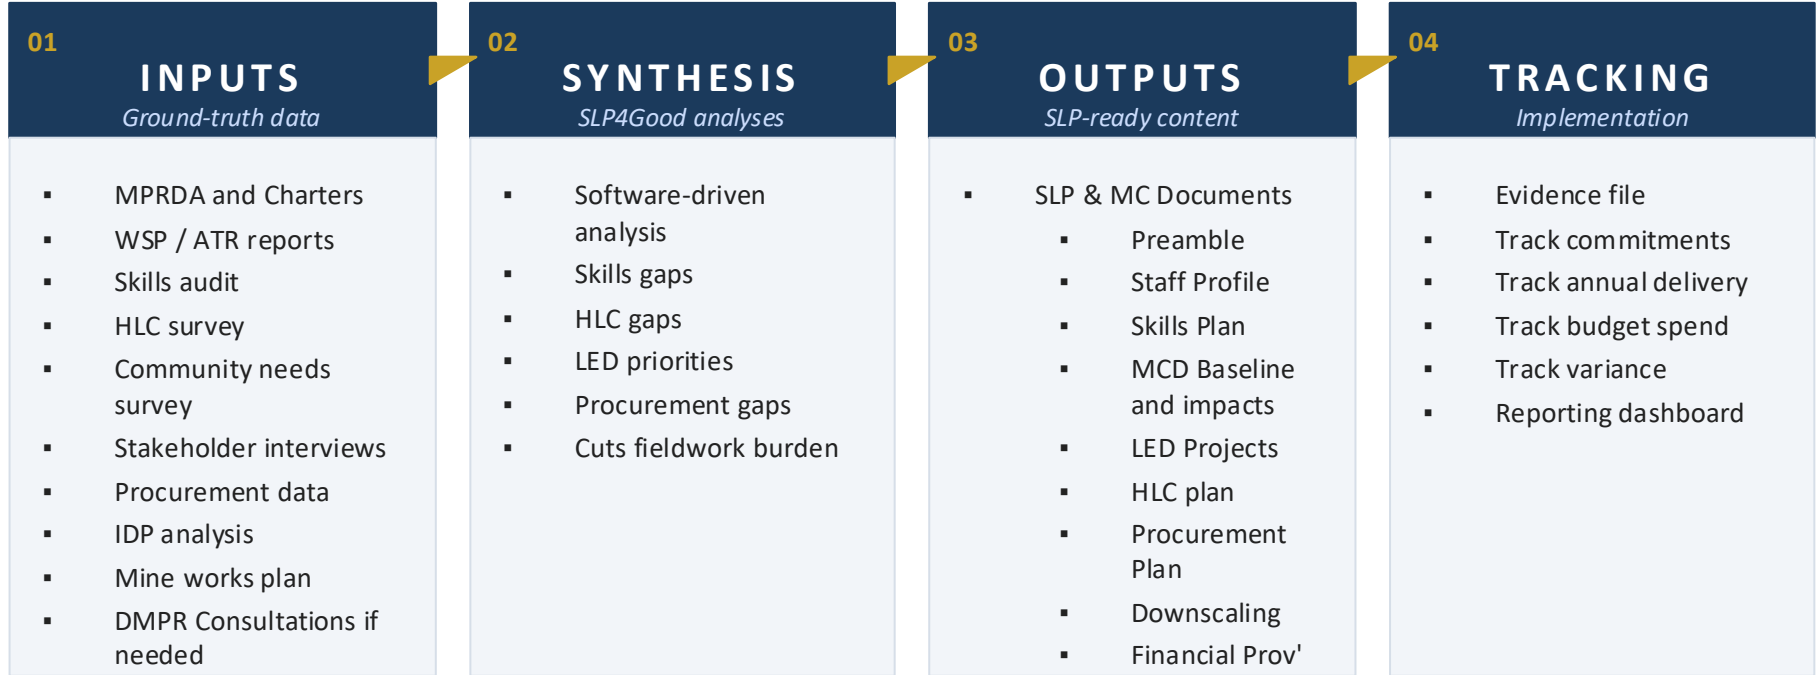 01
INPUTS
Ground-truth data
▪ MPRDA and Charters
▪ WSP / ATR reports
▪ Skills audit
▪ HLC survey
▪ Community needs
survey
▪ Stakeholder interviews
▪ Procurement data
▪ IDP analysis
▪ Mine works plan
▪ DMPR Consultations if
needed
02
SYNTHESIS
SLP4Good analyses
▪ Software-driven
analysis
▪ Skills gaps
▪ HLC gaps
▪ LED priorities
▪ Procurement gaps
▪ Cuts fieldwork burden
03
OUTPUTS
SLP-ready content
▪ SLP & MC Documents
▪ Preamble
▪ Staff Profile
▪ Skills Plan
▪ MCD Baseline
and impacts
▪ LED Projects
▪ HLC plan
▪ Procurement
Plan
▪ Downscaling
▪ Financial Prov'
04
TRACKING
Implementation
▪ Evidence file
▪ Track commitments
▪ Track annual delivery
▪ Track budget spend
▪ Track variance
▪ Reporting dashboard